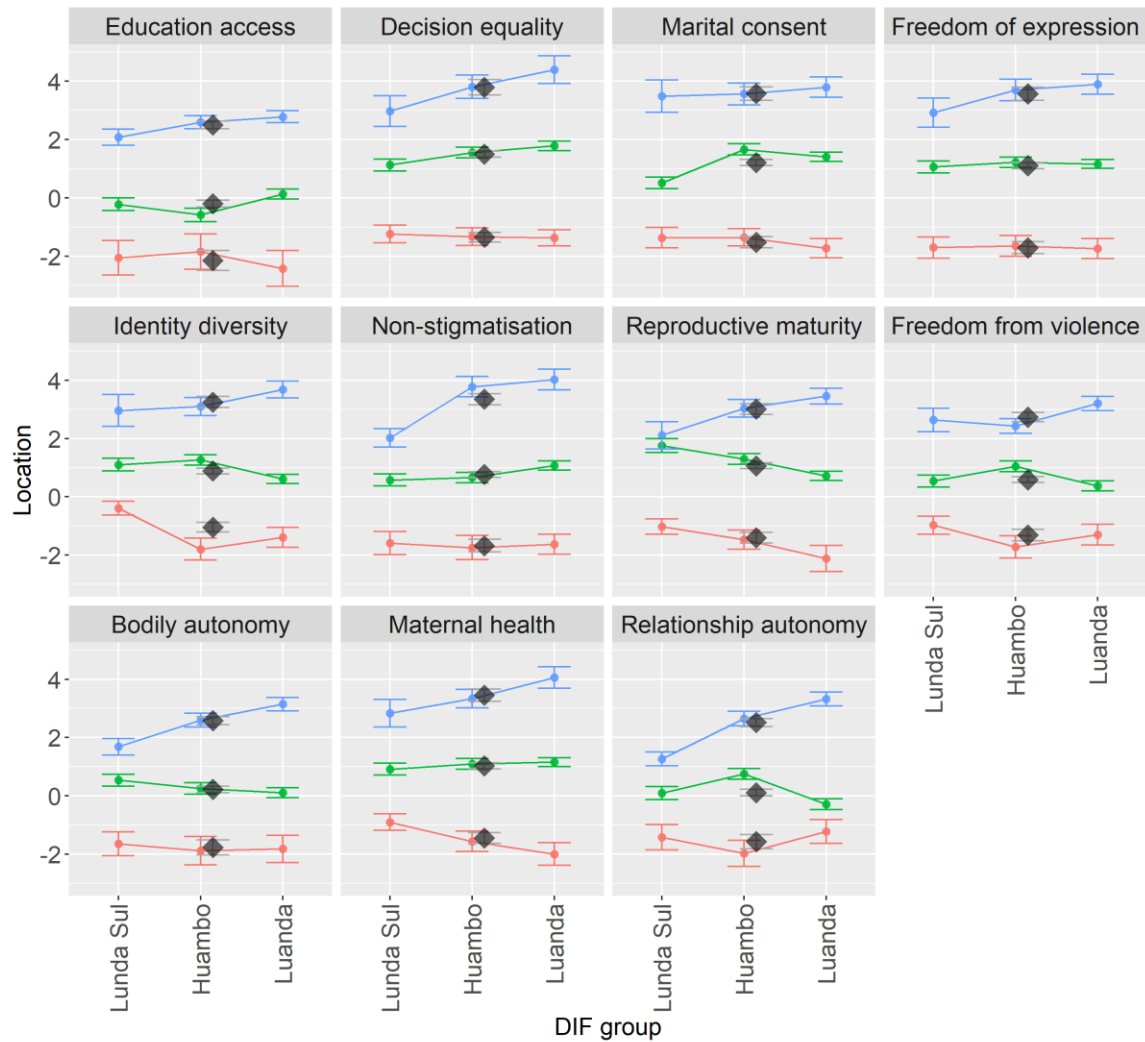 Education access
Decision equality
Marital consent
Freedom of expression
4
2
0
-2
Identity diversity
Non-stigmatisation
Reproductive maturity
Freedom from violence
4
2
0
-2
Location
Bodily autonomy
Maternal health
Relationship autonomy
4
2
0
-2
Lunda Sul
Huambo
Luanda
Lunda Sul
Huambo
Luanda
Lunda Sul
Huambo
Luanda
Lunda Sul
Huambo
Luanda
DIF group